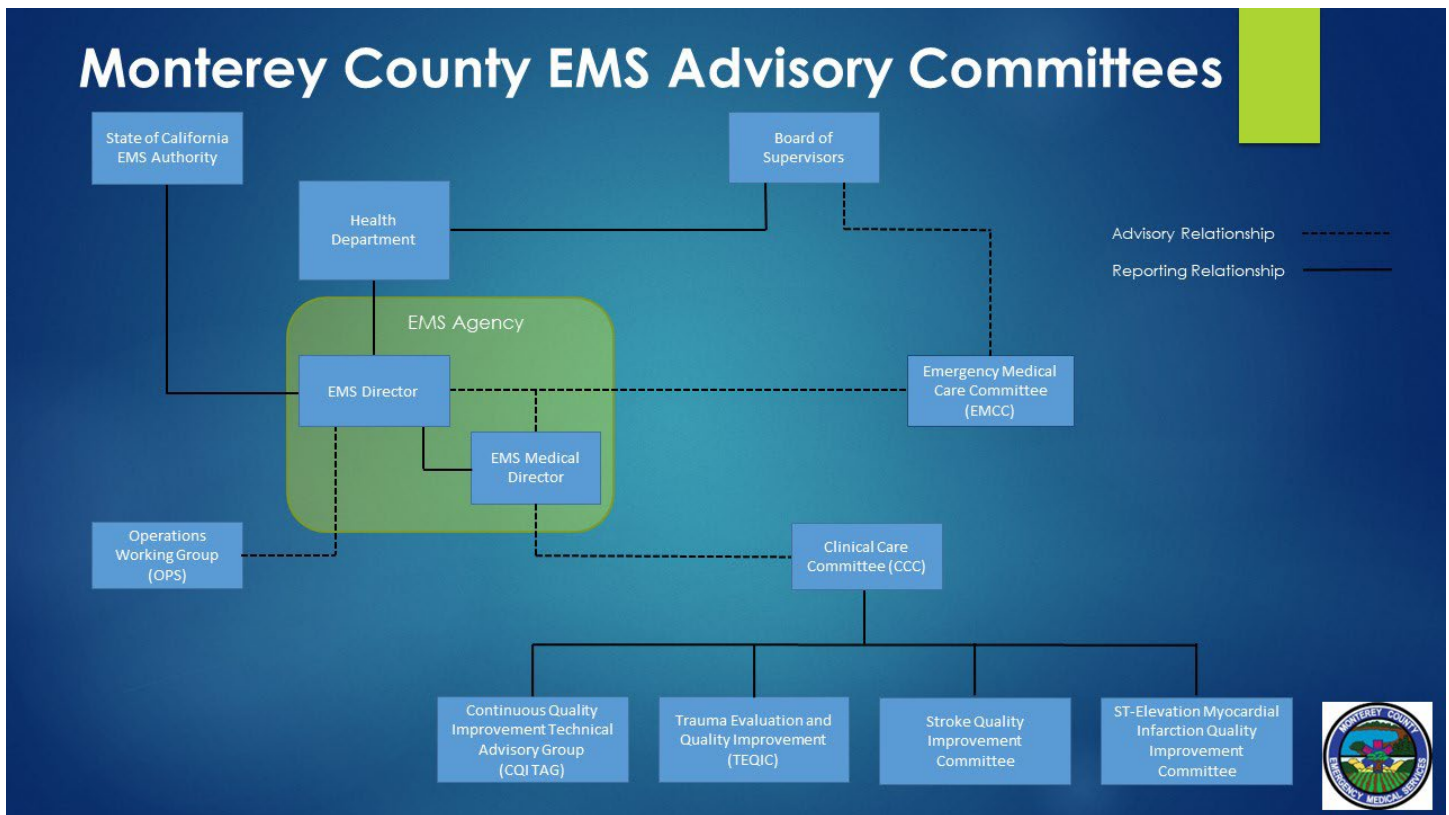 Monterey County EMS Advisory Committees
State of California
EMS Authority
Board of
Supervisors
Health
Department
Advisory Relationship
Reporting Relationship
EMS Agency
EMS Director
Emergency Medical
Care Committee
(EMCC)
EMS Medical
Director
Operations
Working Group
(OPS)
Clinical Care
Committee (CCC)
Continuous Quality
Improvement Technical
Advisory Group
(CQI TAG)
Trauma Evaluation and
Quality Improvement
(TEQIC)
Stroke Quality
Improvement
Committee
ST-Elevation Myocardial
Infarction Quality
Improvement
Committee
MONTEREY COUNTY
EMERGENCY MEDICAL SERVICES